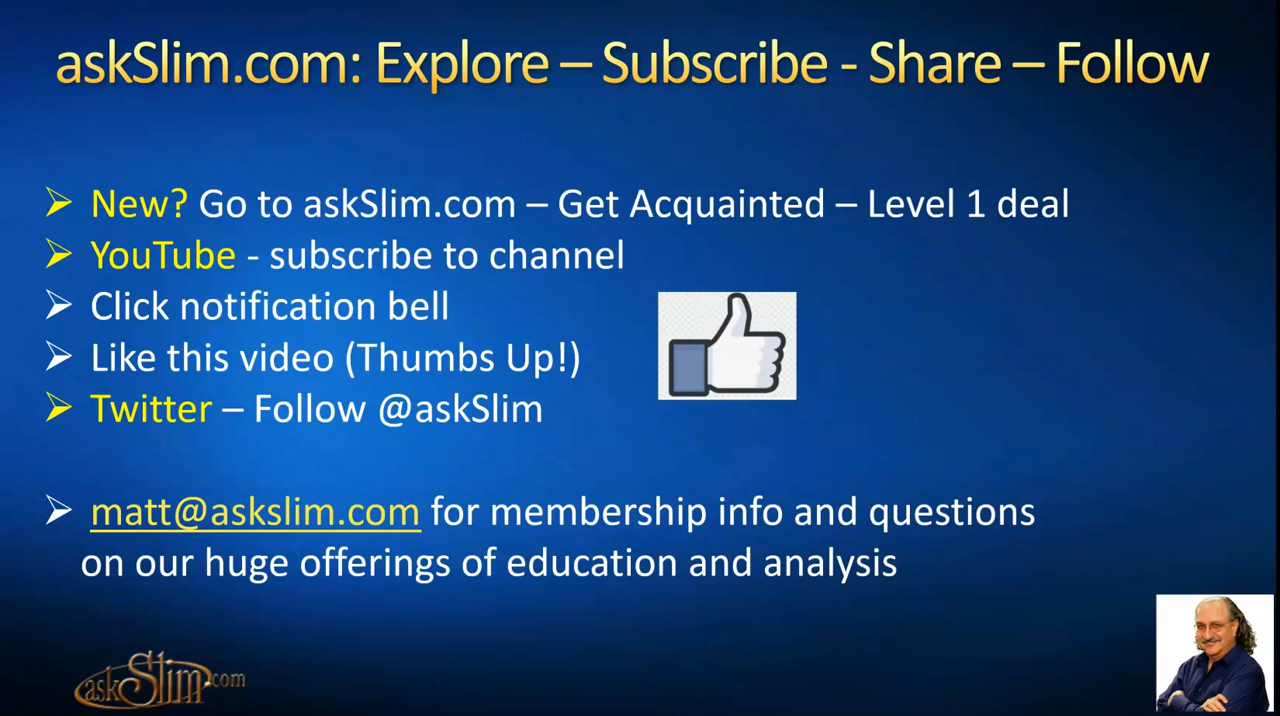 askSlim.com: Explore – Subscribe - Share – Follow
New? Go to askSlim.com – Get Acquainted – Level 1 deal
YouTube - subscribe to channel
Click notification bell
Like this video (Thumbs Up!)
Twitter – Follow @askSlim
matt@askslim.com for membership info and questions
on our huge offerings of education and analysis
askSlim.com